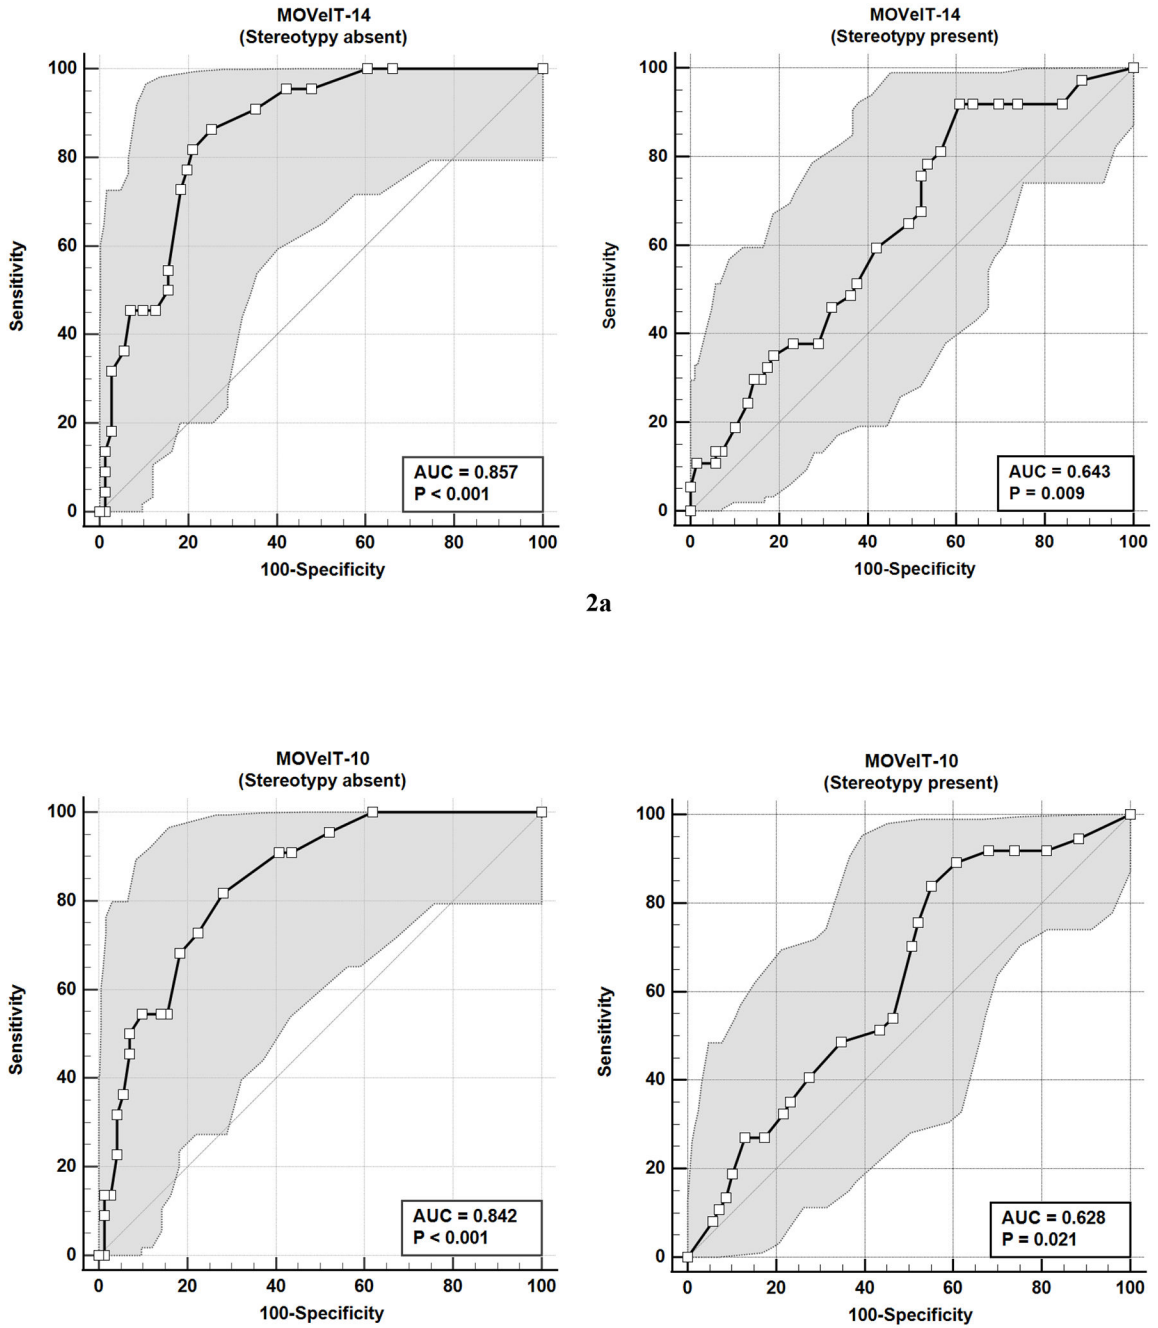 MOVeIT-14
(Stereotypy absent)
100
80
60
40
20
0
Sensitivity
AUC = 0.857
P < 0.001
0 20 40 60 80 100
100-Specificity
MOVeIT-14
(Stereotypy present)
100
80
60
40
20
0
Sensitivity
AUC = 0.643
P = 0.009
0 20 40 60 80 100
100-Specificity
2a
MOVeIT-10
(Stereotypy absent)
100
80
60
40
20
0
Sensitivity
AUC = 0.842
P < 0.001
0 20 40 60 80 100
100-Specificity
MOVeIT-10
(Stereotypy present)
100
80
60
40
20
0
Sensitivity
AUC = 0.628
P = 0.021
0 20 40 60 80 100
100-Specificity